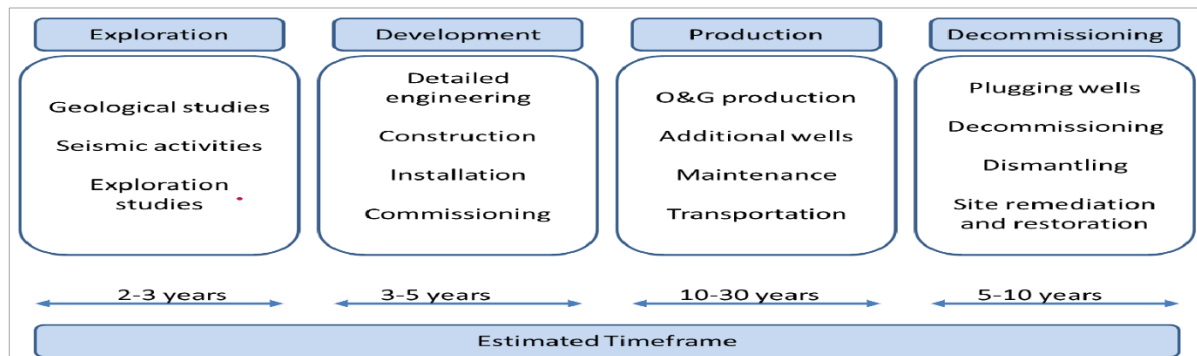 Exploration
Geological studies
Seismic activities
Exploration
studies
2-3 years
Development
Detailed
engineering
Construction
Installation
Commissioning
3-5 years
Production
O&G production
Additional wells
Maintenance
Transportation
10-30 years
Decommissioning
Plugging wells
Decommissioning
Dismantling
Site remediation
and restoration
5-10 years
Estimated Timeframe